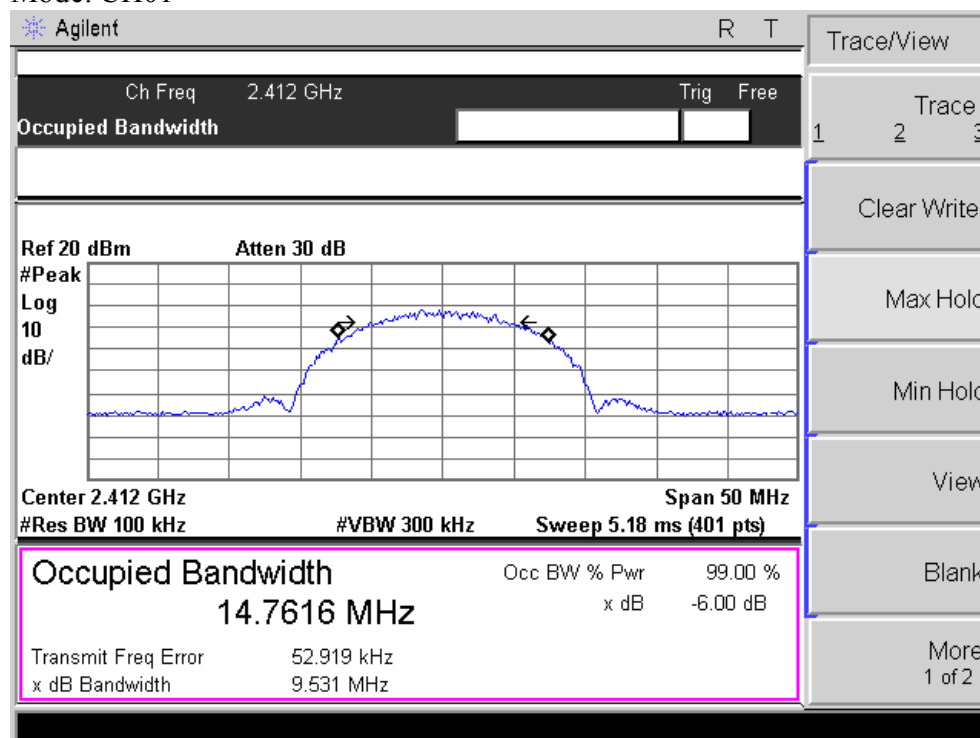 Agilent R T
Trace/View
Ch Freq 2.412 GHz Trig Free
Occupied Bandwidth
Trace
1 2 3
Clear Write
Ref 20 dBm Atten 30 dB
#Peak
Log
10
dB/
Max Hold
Min Hold
View
Center 2.412 GHz Span 50 MHz
#Res BW 100 kHz #VBW 300 kHz Sweep 5.18 ms (401 pts)
Occupied Bandwidth
14.7616 MHz
Occ BW % Pwr 99.00 %
x dB -6.00 dB
Transmit Freq Error 52.919 kHz
x dB Bandwidth 9.531 MHz
Blank
More
1 of 2